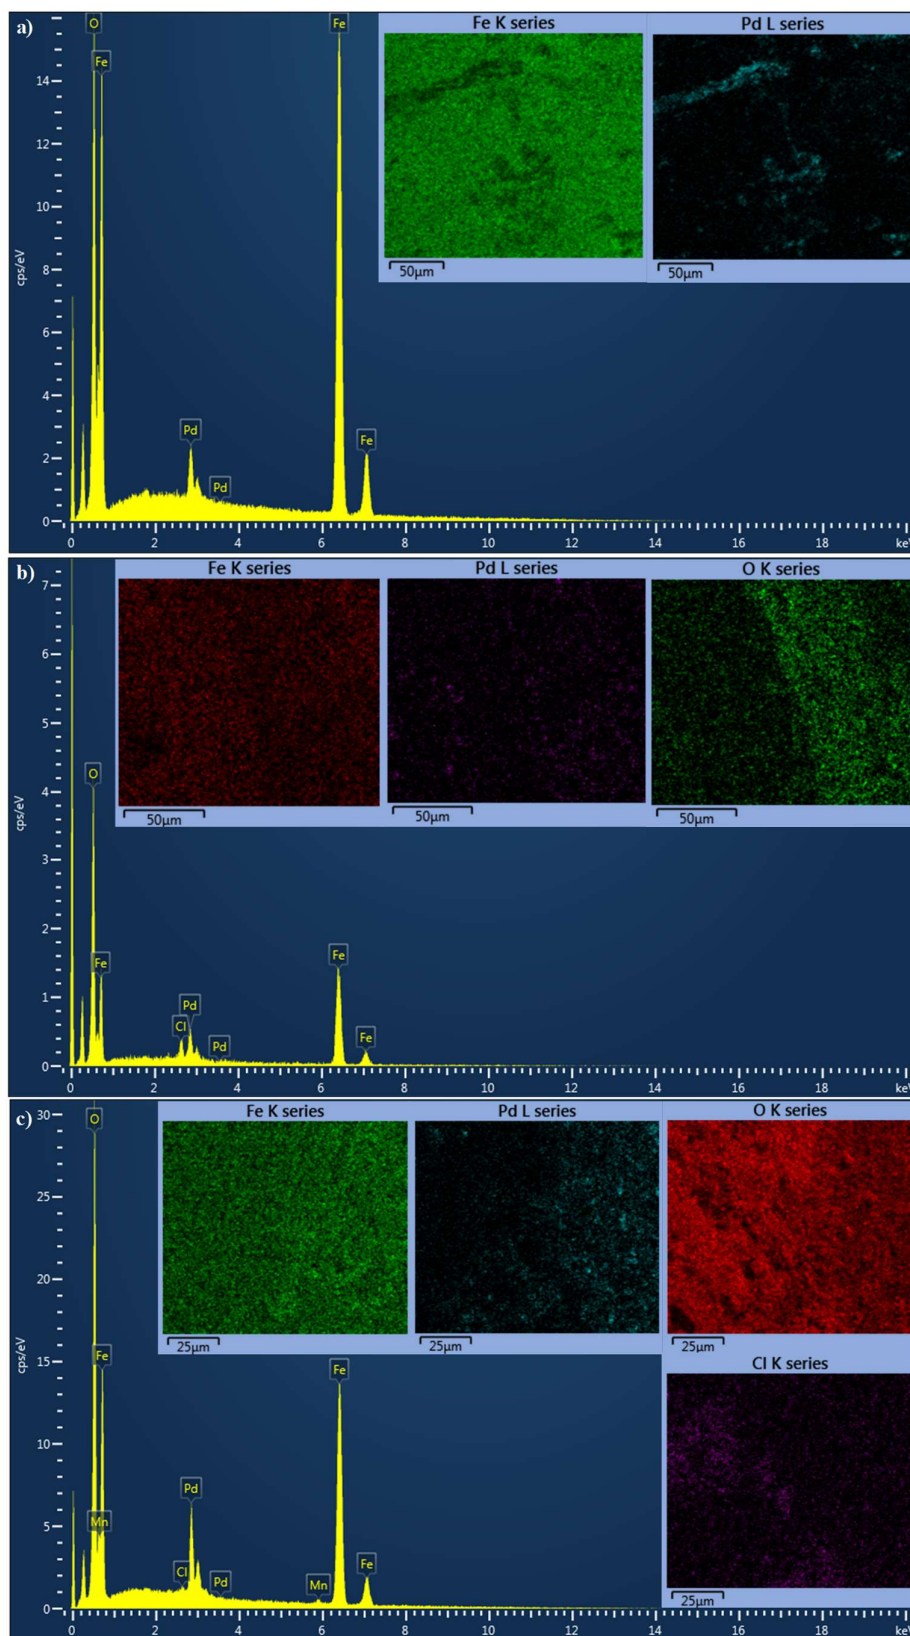 a)
Fe K series
Pd L series
O
Fe
Fe
14
12
10
8
6
4
2
0
cps/eV
50µm
50µm
Pd
Pd
Fe
0 2 4 6 8 10 12 14 16 18 keV
b)
Fe K series
Pd L series
O K series
7
6
5
4
3
2
1
0
cps/eV
50µm
50µm
50µm
O
Fe
Cl
Pd
Pd
Fe
Fe
0 2 4 6 8 10 12 14 16 18
c)
Fe K series
Pd L series
O K series
30
25
20
15
10
5
0
cps/eV
25µm
25µm
25µm
Cl K series
25µm
O
Fe
Mn
Cl
Pd
Pd
Mn
Fe
Fe
0 2 4 6 8 10 12 14 16 18